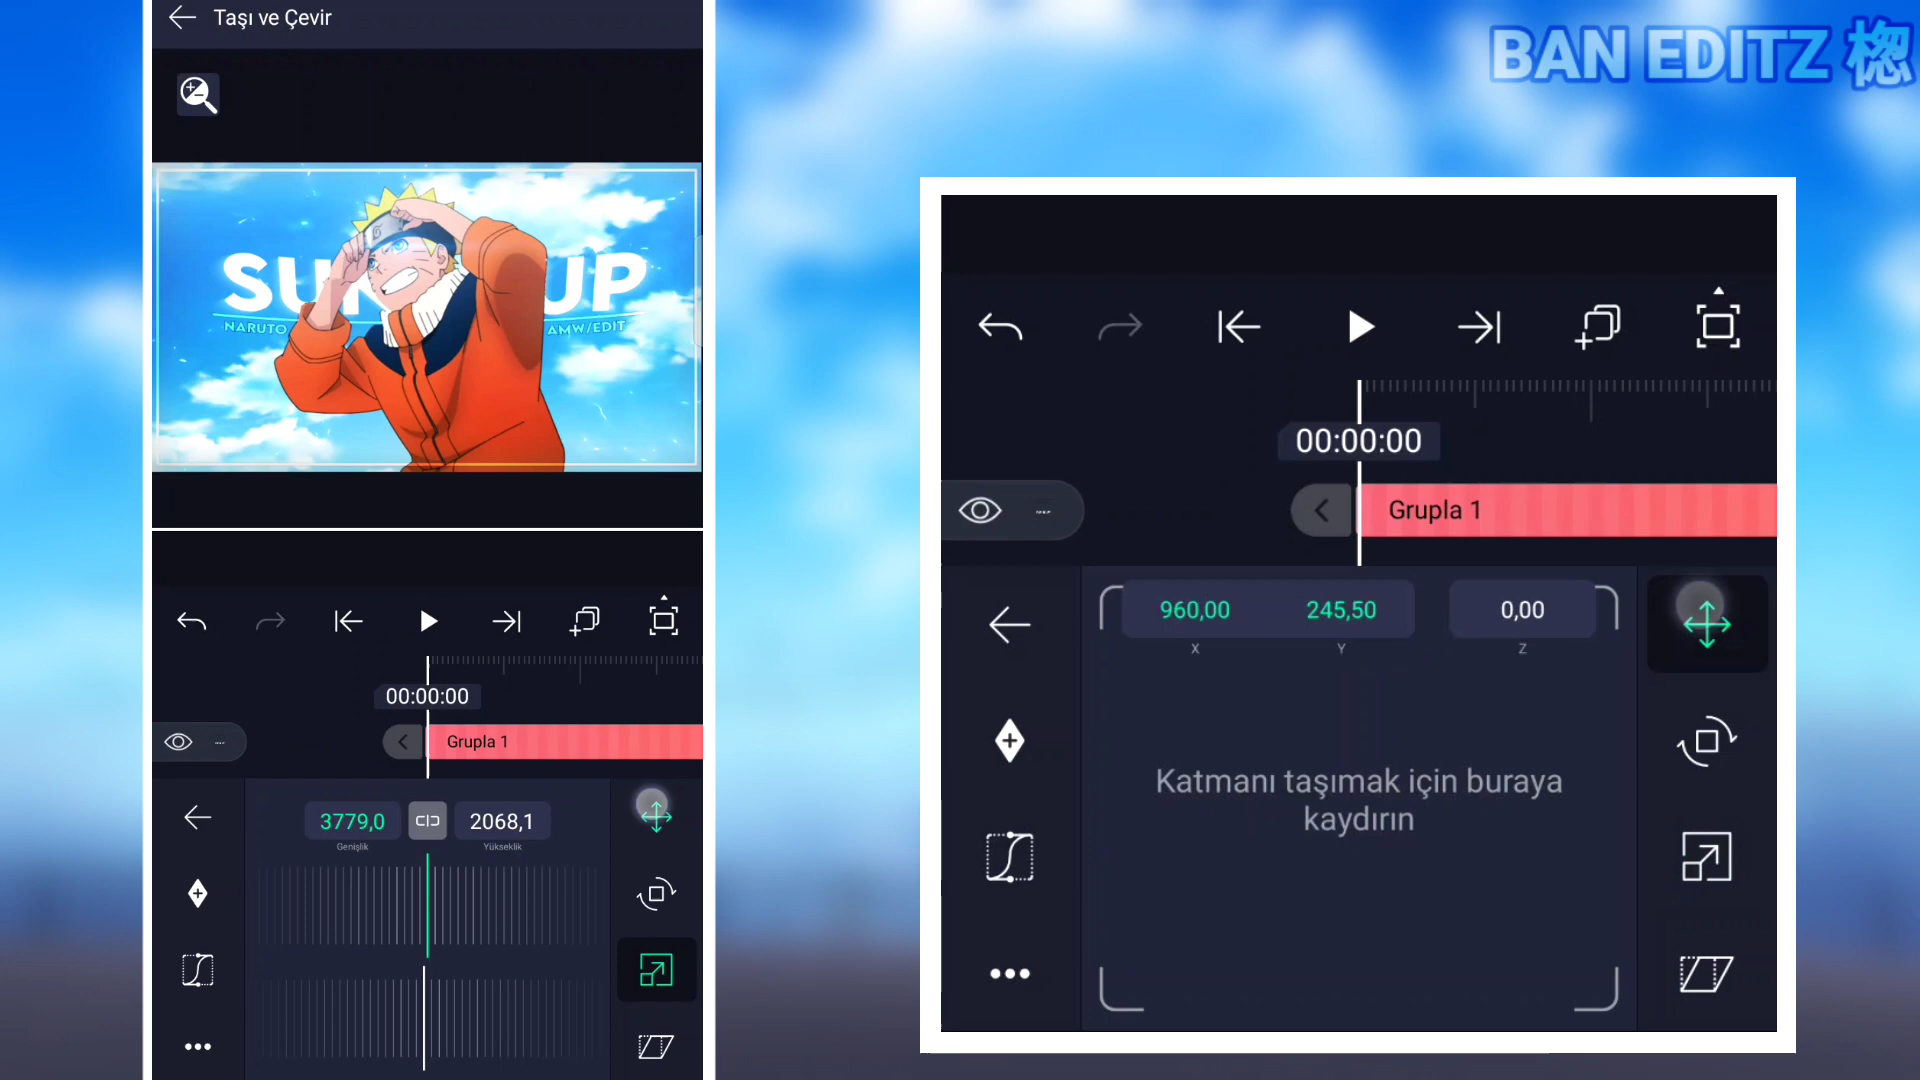 Taşı ve Çevir
BAN EDITZ 楤
SU UP
NARUTO AMW/EDIT
00:00:00
Grupla 1
3779,0 2068,1
Genişlik Yükseklik
00:00:00
Grupla 1
960,00 245,50 0,00
X Y Z
Katmanı taşımak için buraya
kaydırın